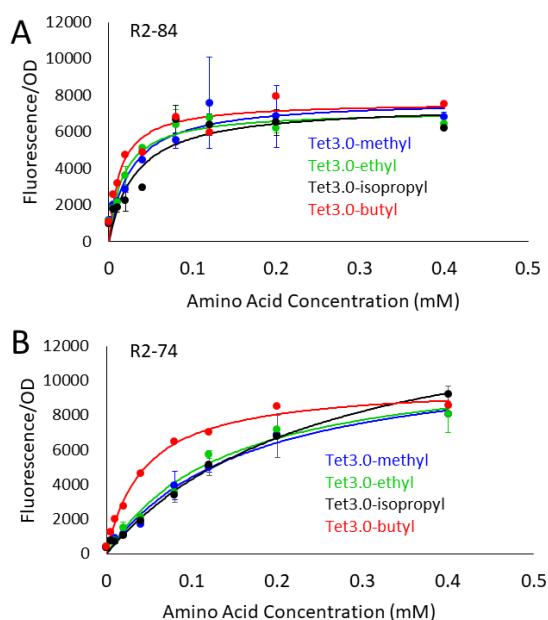 A
R2-84
Fluorescence/OD
12000
10000
8000
6000
4000
2000
0
Tet3.0-methyl
Tet3.0-ethyl
Tet3.0-isopropyl
Tet3.0-butyl
0
0.1
0.2
0.3
0.4
0.5
Amino Acid Concentration (mM)
B
R2-74
Fluorescence/OD
12000
10000
8000
6000
4000
2000
0
Tet3.0-methyl
Tet3.0-ethyl
Tet3.0-isopropyl
Tet3.0-butyl
0
0.1
0.2
0.3
0.4
0.5
Amino Acid Concentration (mM)